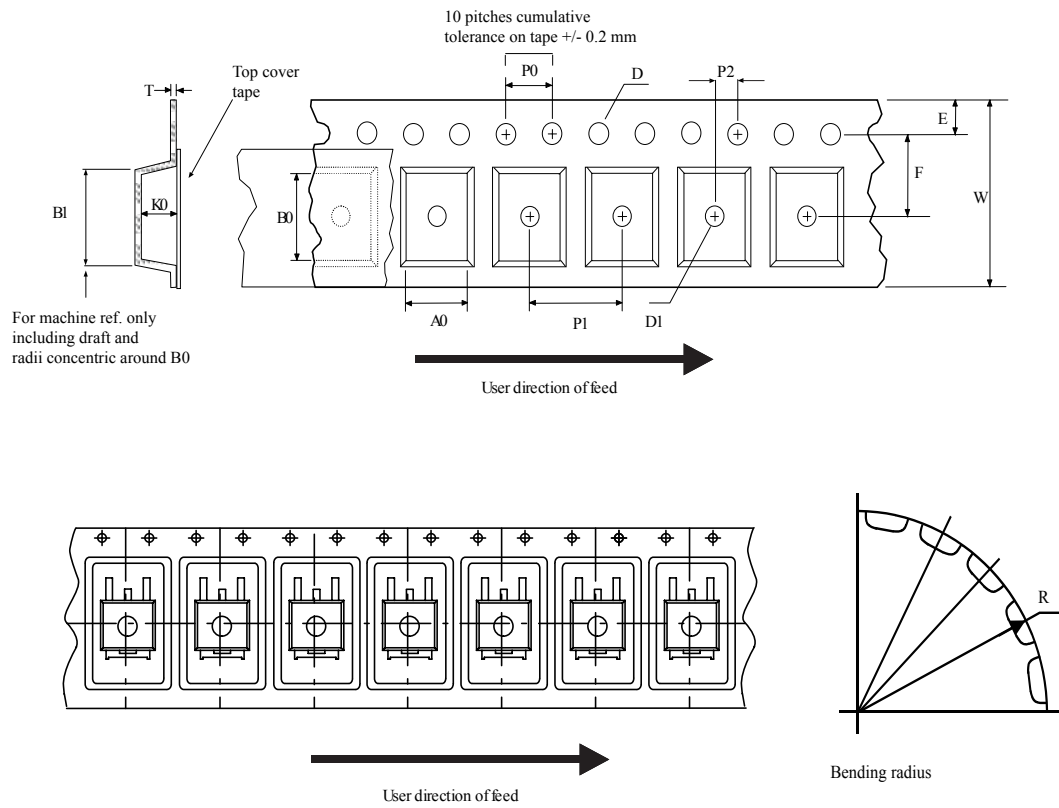 10 pitches cumulative
tolerance on tape +/- 0.2 mm
Top cover
tape
T
P0
D
P2
E
F
W
B1
K0
B0
A0
P1
D1
For machine ref. only
including draft and
radii concentric around B0
User direction of feed
R
Bending radius
User direction of feed